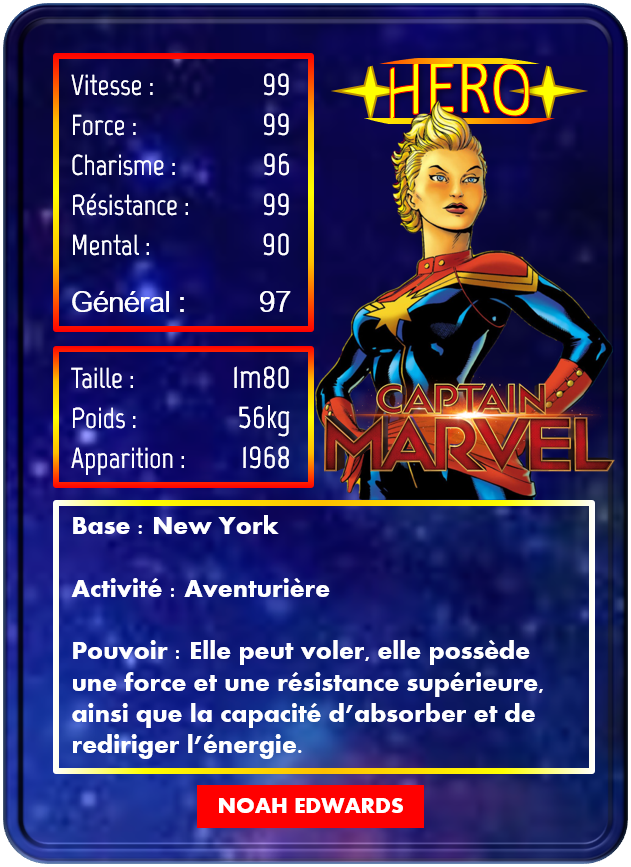 HERO
Vitesse : 99
Force : 99
Charisme : 96
Résistance : 99
Mental : 90
Général : 97
Taille : 1m80
Poids : 56kg
Apparition : 1968
CAPTAIN
MARVEL
Base : New York
Activité : Aventurière
Pouvoir : Elle peut voler, elle possède
une force et une résistance supérieure,
ainsi que la capacité d’absorber et de
rediriger l’énergie.
NOAH EDWARDS